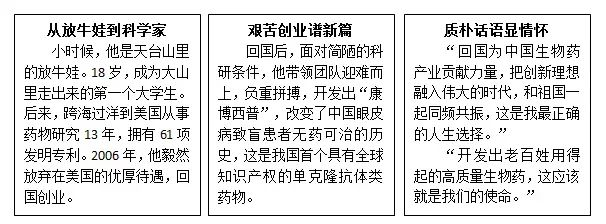 从放牛娃到科学家
小时候，他是天台山里
的放牛娃。18岁，成为大山
里走出来的第一个大学生。
后来，跨海过洋到美国从事
药物研究13年，拥有61项
发明专利。2006年，他毅然
放弃在美国的优厚待遇，回
国创业。
艰苦创业谱新篇
回国后，面对简陋的科
研条件，他带领团队迎难而
上，负重拼搏，开发出“康
博西普”，改变了中国眼皮
病致盲患者无药可治的历
史，这是我国首个具有全球
知识产权的单克隆抗体类
药物。
质朴话语显情怀
“回国为中国生物药
产业贡献力量，把创新理想
融入伟大的时代，和祖国一
起同频共振，这是我最正确
的人生选择。”
“开发出老百姓用得
起的高质量生物药，这应该
就是我们的使命。”